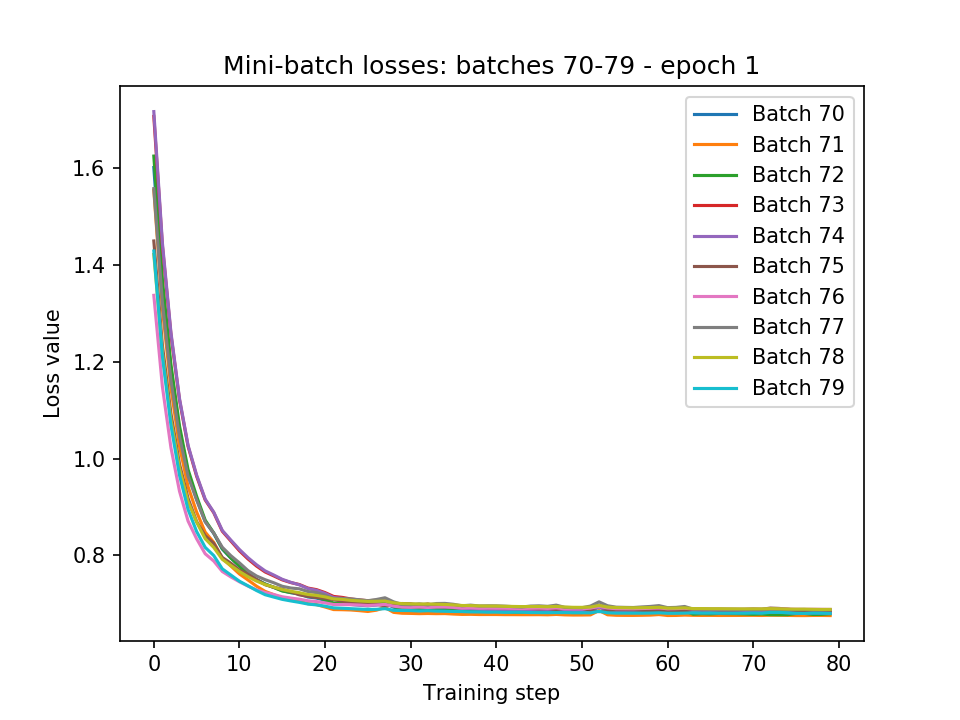 Mini-batch losses: batches 70-79 - epoch 1
Batch 70
Batch 71
Batch 72
Batch 73
Batch 74
Batch 75
Batch 76
Batch 77
Batch 78
Batch 79
1.6
1.4
1.2
1.0
0.8
Loss value
0 10 20 30 40 50 60 70 80
Training step